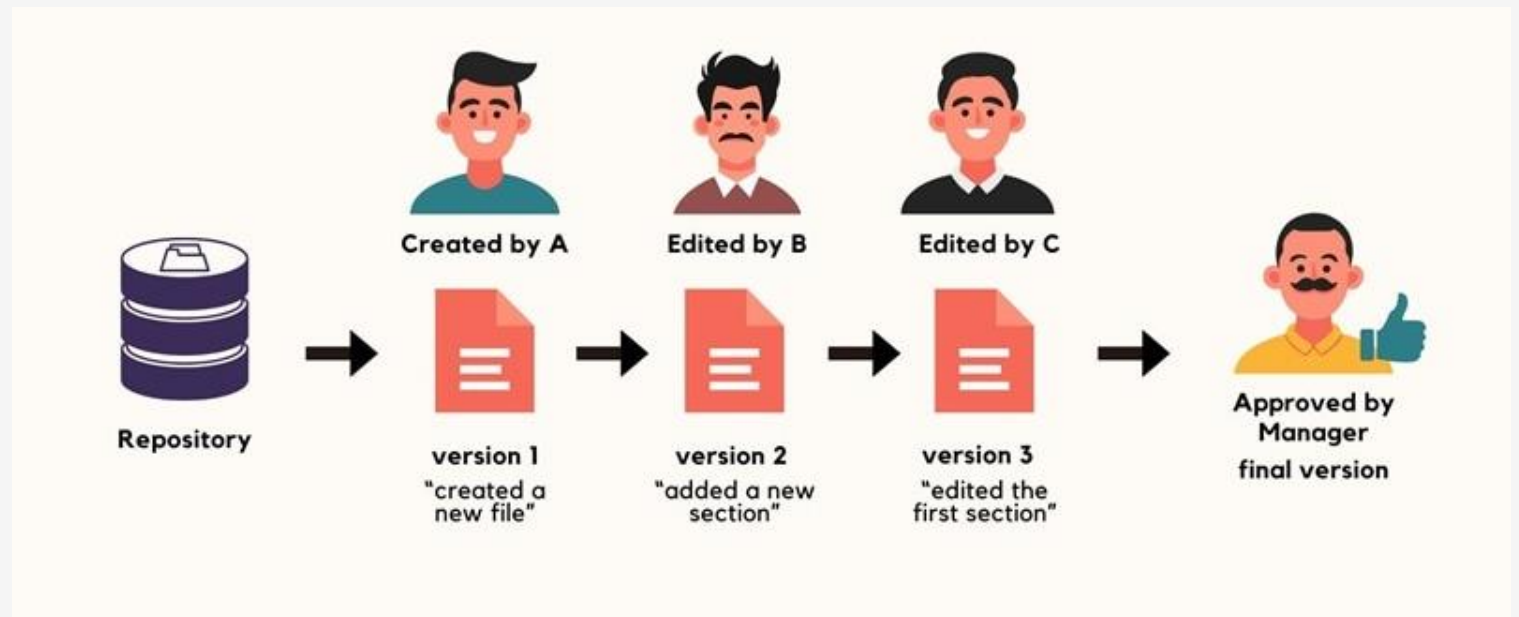 Created by A
Edited by B
Edited by C
Repository
version 1
"created a
new file"
version 2
"added a new
section"
version 3
"edited the
first section"
Approved by
Manager
final version